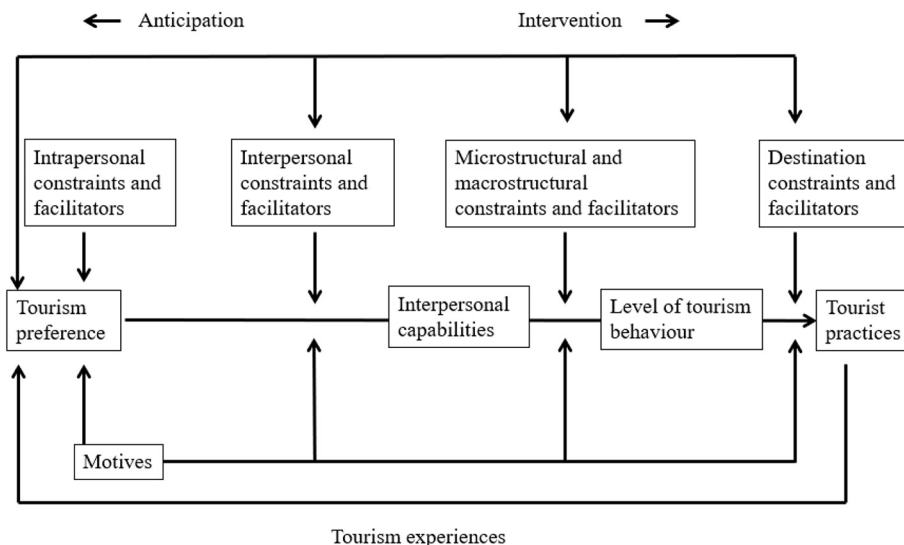 Anticipation
Intervention
Intrapersonal
constraints and
facilitators
Interpersonal
constraints and
facilitators
Microstructural and
macrostructural
constraints and facilitators
Destination
constraints and
facilitators
Tourism
preference
Interpersonal
capabilities
Level of tourism
behaviour
Tourist
practices
Motives
Tourism experiences